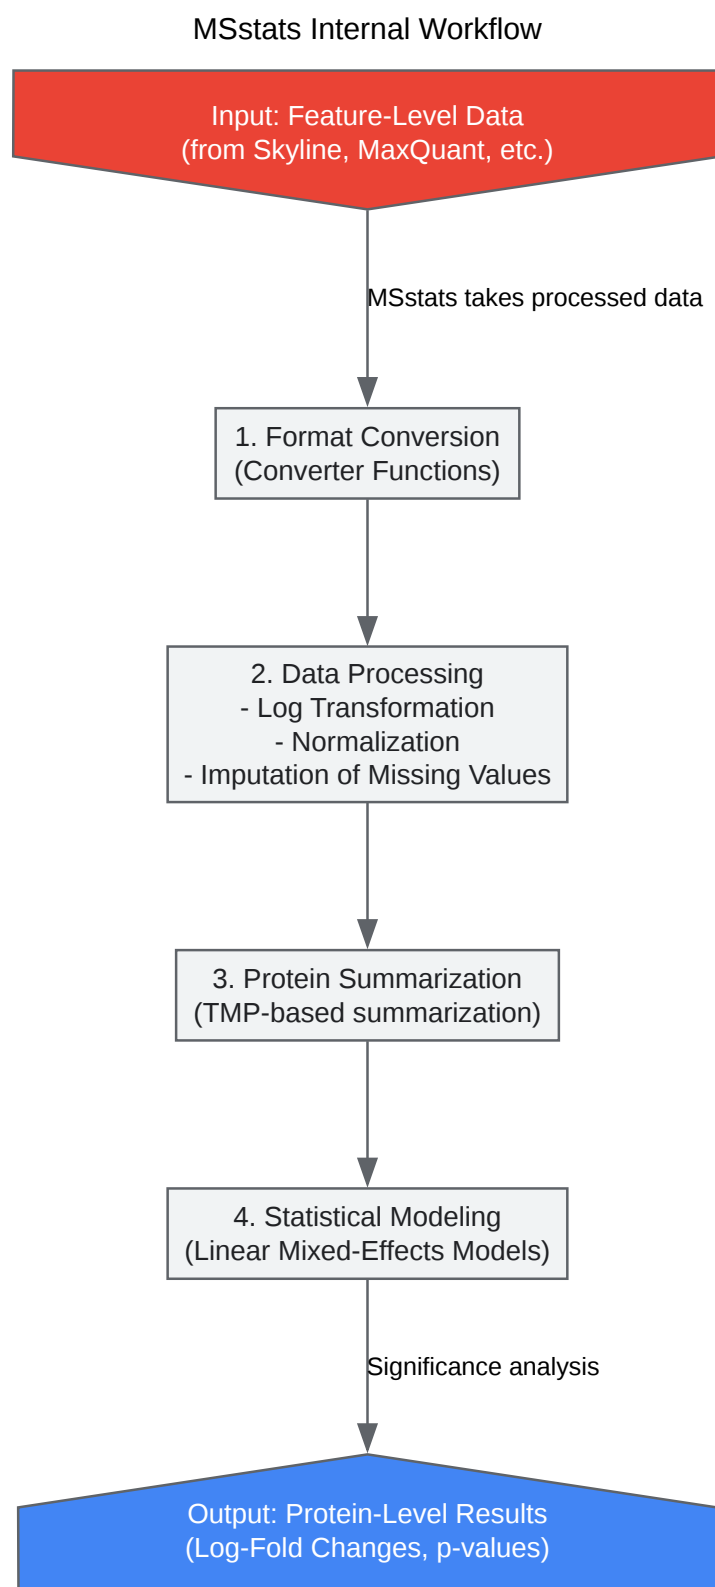 MSstats Internal Workflow
Input: Feature-Level Data
(from Skyline, MaxQuant, etc.)
MSstats takes processed data
1. Format Conversion
(Converter Functions)
2. Data Processing
- Log Transformation
- Normalization
- Imputation of Missing Values
3. Protein Summarization
(TMP-based summarization)
4. Statistical Modeling
(Linear Mixed-Effects Models)
Significance analysis
Output: Protein-Level Results
(Log-Fold Changes, p-values)